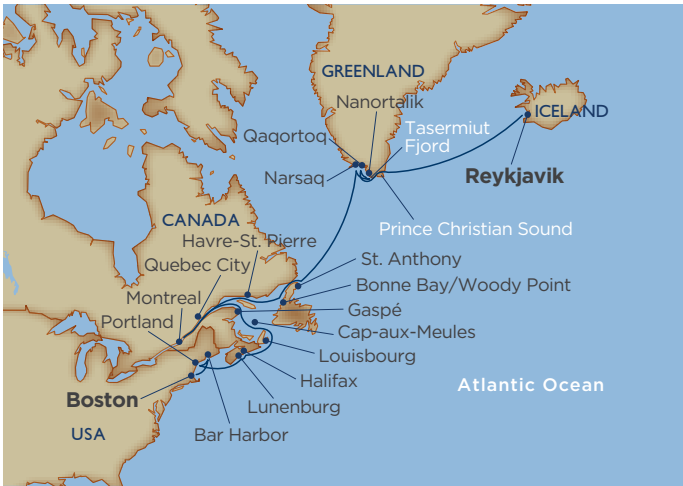 GREENLAND
Nanortalik
ICELAND
Tasermiut
Fjord
Qaqortoq
Narsaq
Reykjavik
Prince Christian Sound
CANADA
Havre-St. Pierre
St. Anthony
Quebec City
Bonne Bay/Woody Point
Montreal
Gaspé
Portland
Cap-aux-Meules
Louisbourg
Halifax
Atlantic Ocean
Boston
Lunenburg
USA
Bar Harbor